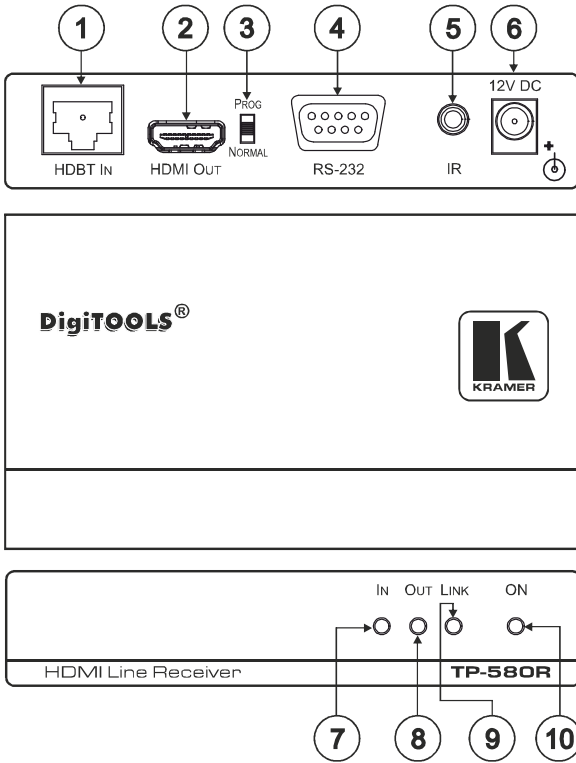 1 2 3 4 5 6
12V DC
PROG
NORMAL
+
HDBT IN HDMI OUT RS-232 IR
DigiTOOLS®
K
KRAMER
IN OUT LINK ON
HDMI Line Receiver TP-580R
7 8 9 10